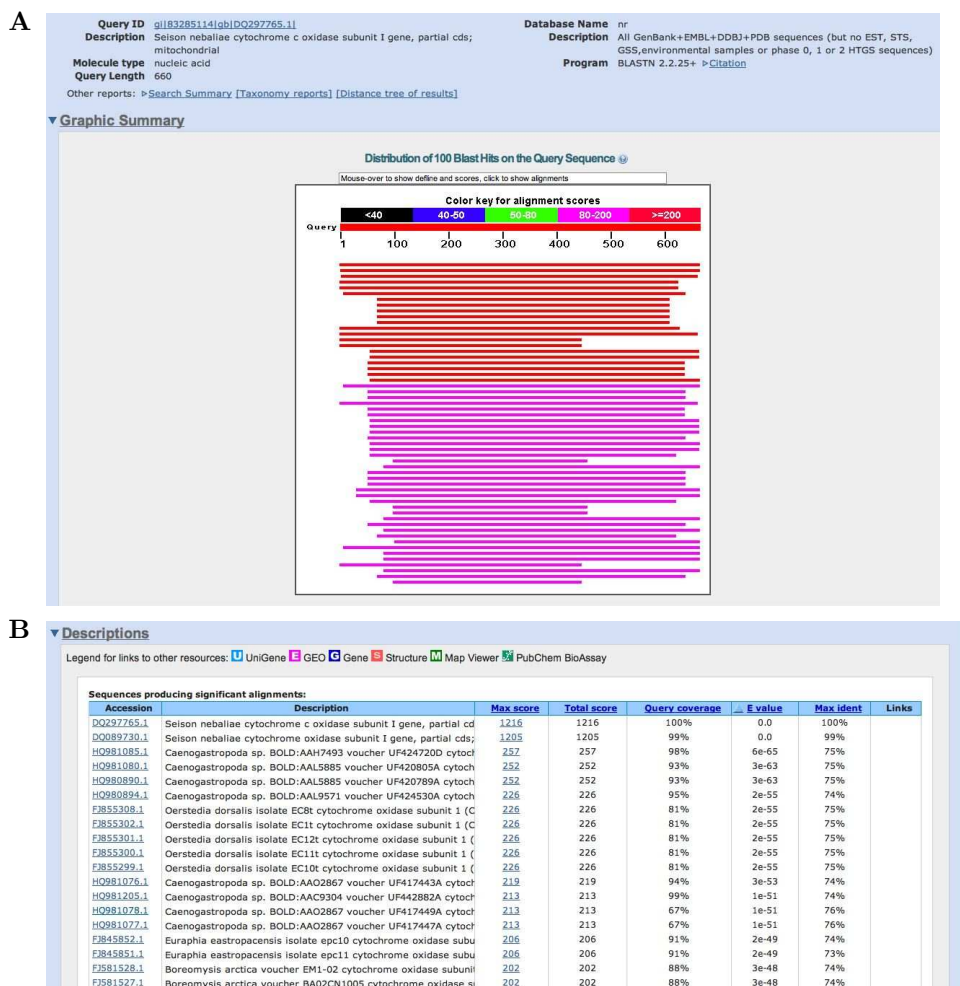 A
Query ID gi|83285114|gb|DQ297765.1|
Description Seison nebaliae cytochrome c oxidase subunit I gene, partial cds;
mitochondrial
Molecule type nucleic acid
Query Length 660
Database Name nr
Description All GenBank+EMBL+DDBJ+PDB sequences (but no EST, STS,
GSS,environmental samples or phase 0, 1 or 2 HTGS sequences)
Program BLASTN 2.2.25+ Citation
Other reports: Search Summary [Taxonomy reports] [Distance tree of results]
Graphic Summary
Distribution of 100 Blast Hits on the Query Sequence
Mouse-over to show defline and scores, click to show alignments
Color key for alignment scores
<40 40-50 50-80 80-200 >=200
Query
1 100 200 300 400 500 600
B
Descriptions
Legend for links to other resources: U UniGene E GEO G Gene S Structure M Map Viewer PubChem BioAssay
Sequences producing significant alignments:
Accession Description Max score Total score Query coverage E value Max ident Links
DQ297765.1 Seison nebaliae cytochrome c oxidase subunit I gene, partial cd 1216 1216 100% 0.0 100%
DQ089730.1 Seison nebaliae cytochrome c oxidase subunit I gene, partial cds; 1205 1205 99% 0.0 99%
HQ981085.1 Caenogastropoda sp. BOLD:AAH7493 voucher UF424720D cytoch 257 257 98% 6e-65 75%
HQ981080.1 Caenogastropoda sp. BOLD:AAL5885 voucher UF420805A cytoch 252 252 93% 3e-63 75%
HQ980890.1 Caenogastropoda sp. BOLD:AAL5885 voucher UF420789A cytoch 252 252 93% 3e-63 75%
HQ980894.1 Caenogastropoda sp. BOLD:AAL9571 voucher UF424530A cytoch 226 226 95% 2e-55 74%
FJ855308.1 Oerstedia dorsalis isolate EC8t cytochrome oxidase subunit 1 (C 226 226 81% 2e-55 75%
FJ855302.1 Oerstedia dorsalis isolate EC1t cytochrome oxidase subunit 1 (C 226 226 81% 2e-55 75%
FJ855301.1 Oerstedia dorsalis isolate EC12t cytochrome oxidase subunit 1 ( 226 226 81% 2e-55 75%
FJ855300.1 Oerstedia dorsalis isolate EC11t cytochrome oxidase subunit 1 ( 226 226 81% 2e-55 75%
FJ855299.1 Oerstedia dorsalis isolate EC10t cytochrome oxidase subunit 1 ( 226 226 81% 2e-55 75%
HQ981076.1 Caenogastropoda sp. BOLD:AAO2867 voucher UF417443A cytoch 219 219 94% 3e-53 74%
HQ981205.1 Caenogastropoda sp. BOLD:AAC9304 voucher UF442882A cytoch 213 213 99% 1e-51 74%
HQ981078.1 Caenogastropoda sp. BOLD:AAO2867 voucher UF417449A cytoch 213 213 67% 1e-51 76%
HQ981077.1 Caenogastropoda sp. BOLD:AAO2867 voucher UF417447A cytoch 213 213 67% 1e-51 76%
FJ845852.1 Euraphia eastropacensis isolate epc10 cytochrome oxidase subu 206 206 91% 2e-49 74%
FJ845851.1 Euraphia eastropacensis isolate epc11 cytochrome oxidase subu 206 206 91% 2e-49 73%
FJ581528.1 Boreomysis arctica voucher EM1-02 cytochrome oxidase subunit 202 202 88% 3e-48 74%
FJ581527.1 Boreomysis arctica voucher BA02CN1005 cytochrome oxidase s 202 202 88% 3e-48 74%